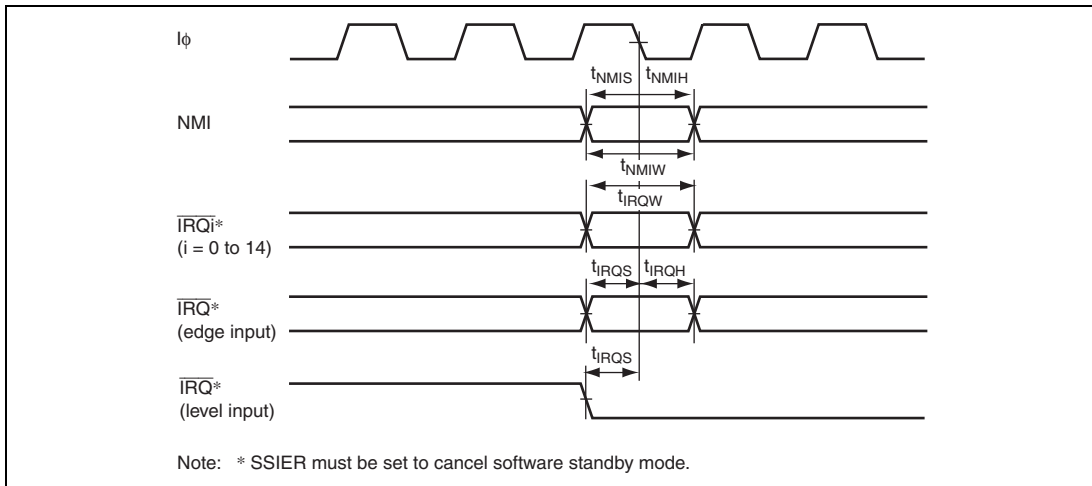 Iϕ
tNMIS tNMIH
NMI
tNMIW
tIRQW
IRQi*
(i = 0 to 14)
tIRQS tIRQH
IRQ*
(edge input)
tIRQS
IRQ*
(level input)
Note: * SSIER must be set to cancel software standby mode.